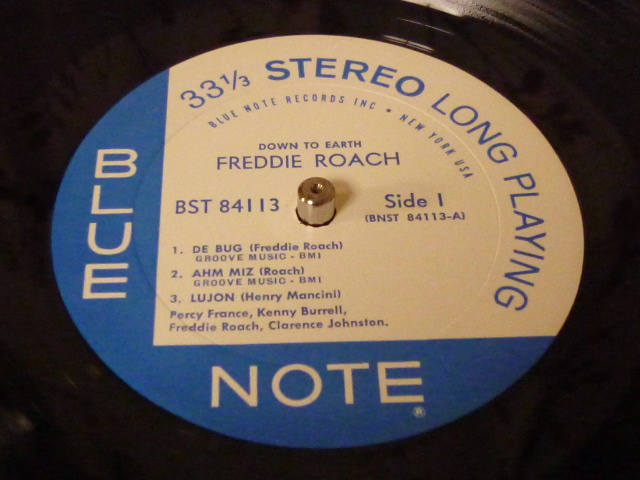 33⅓ STEREO LONG PLAYING
BLUE NOTE RECORDS INC • NEW YORK USA
DOWN TO EARTH
FREDDIE ROACH
BST 84113
Side 1
(BNST 84113-A)
1. DE BUG (Freddie Roach)
GROOVE MUSIC - BMI
2. AHM MIZ (Roach)
GROOVE MUSIC - BMI
3. LUJON (Henry Mancini)
Percy France, Kenny Burrell,
Freddie Roach, Clarence Johnston.
BLUE
NOTE®